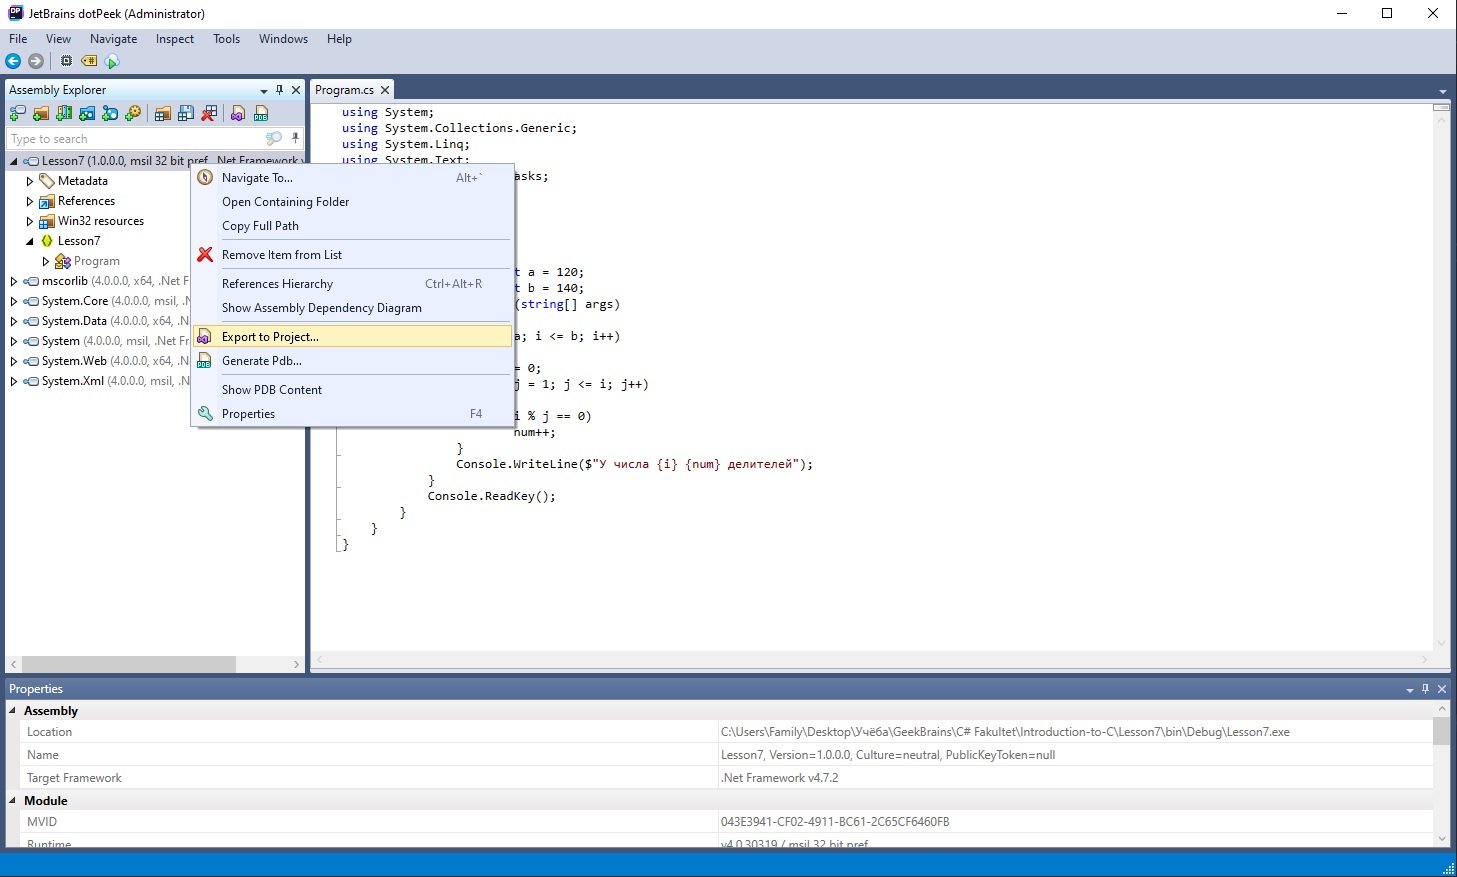 JetBrains dotPeek (Administrator)
File View Navigate Inspect Tools Windows Help
Assembly Explorer
Type to search
Lesson7 (1.0.0.0, msil 32 bit pref, .Net Framework
Metadata
References
Win32 resources
Lesson7
Program
mscorlib (4.0.0.0, x64, .Net F
System.Core (4.0.0.0, msil, .N
System.Data (4.0.0.0, x64, .N
System (4.0.0.0, msil, .Net Fr
System.Web (4.0.0.0, x64, .N
System.Xml (4.0.0.0, msil, .N
Navigate To... Alt+`
Open Containing Folder
Copy Full Path
Remove Item from List
References Hierarchy Ctrl+Alt+R
Show Assembly Dependency Diagram
Export to Project...
Generate Pdb...
Show PDB Content
Properties F4
Program.cs
using System;
using System.Collections.Generic;
using System.Linq;
using System.Text;
asks;
t a = 120;
t b = 140;
(string[] args)
a; i <= b; i++)
= 0;
j = 1; j <= i; j++)
i % j == 0)
num++;
}
Console.WriteLine($"У числа {i} {num} делителей");
}
Console.ReadKey();
}
}
}
Properties
Assembly
Location C:\Users\Family\Desktop\Учёба\GeekBrains\C# Fakultet\Introduction-to-C\Lesson7\bin\Debug\Lesson7.exe
Name Lesson7, Version=1.0.0.0, Culture=neutral, PublicKeyToken=null
Target Framework .Net Framework v4.7.2
Module
MVID 043E3941-CF02-4911-BC61-2C65CF6460FB
Runtime v4.0.30319 / msil 32 bit pref